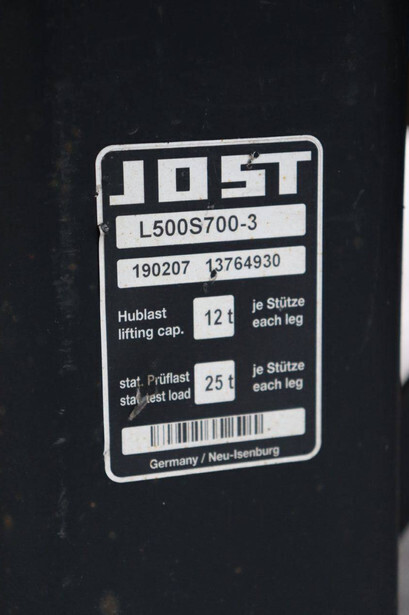 JOST
L500S700-3
190207 13764930
Hublast 12 t je Stütze
lifting cap. each leg
stat. Prüflast 25 t je Stütze
stat. test load each leg
Germany / Neu-Isenburg